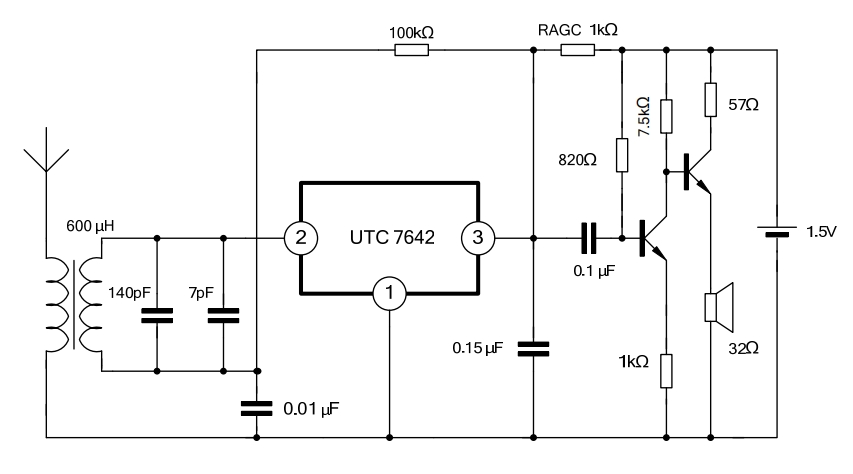 100kΩ
RAGC 1kΩ
7.5kΩ
57Ω
820Ω
600 μH
2
UTC 7642
3
1.5V
140pF
7pF
0.1 μF
1
0.15 μF
1kΩ
32Ω
0.01 μF